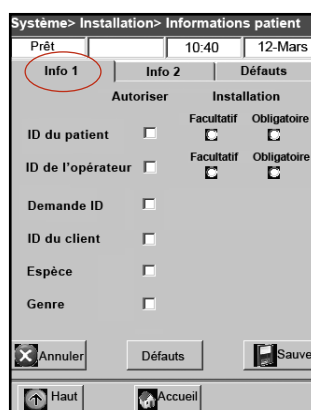 Système> Installation> Informations patient
Prêt 10:40 12-Mars
Info 1 Info 2 Défauts
Autoriser Installation
Facultatif Obligatoire
ID du patient
Facultatif Obligatoire
ID de l'opérateur
Demande ID
ID du client
Espèce
Genre
Annuler Défauts Sauve
Haut Accueil